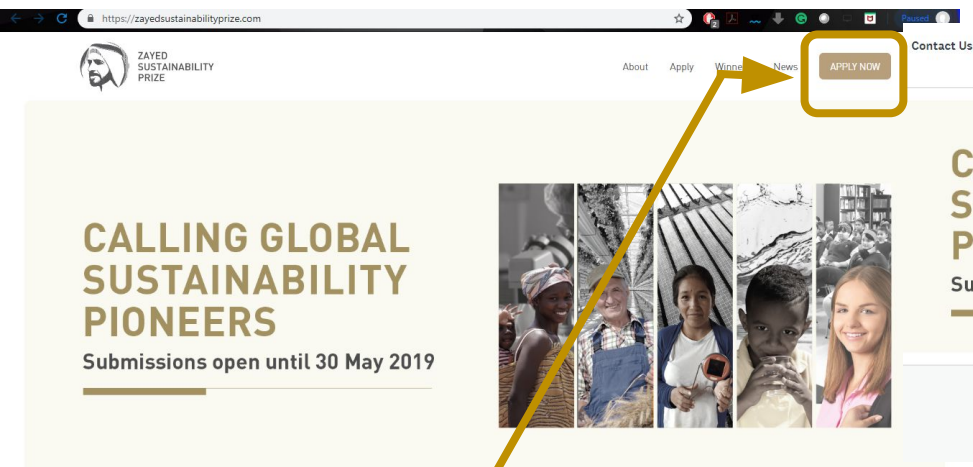 https://zayedsustainabilityprize.com
Paused
ZAYED
SUSTAINABILITY
PRIZE
About Apply News APPLY NOW
Contact Us
CALLING GLOBAL
SUSTAINABILITY
PIONEERS
Submissions open until 30 May 2019
C
S
P
Su